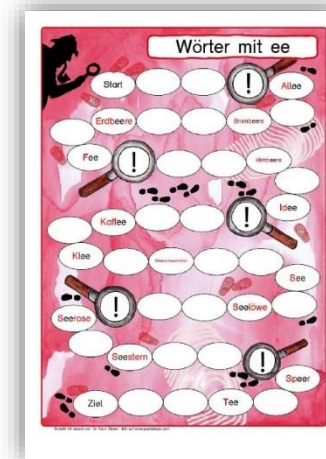 Wörter mit ee
Start
!
Allee
Erdbeere
Brombeere
Fee
!
Himbeere
Kaffee
!
Idee
Klee
See
Seerose
!
Seelöwe
Seestern
!
Speer
Ziel
Tee